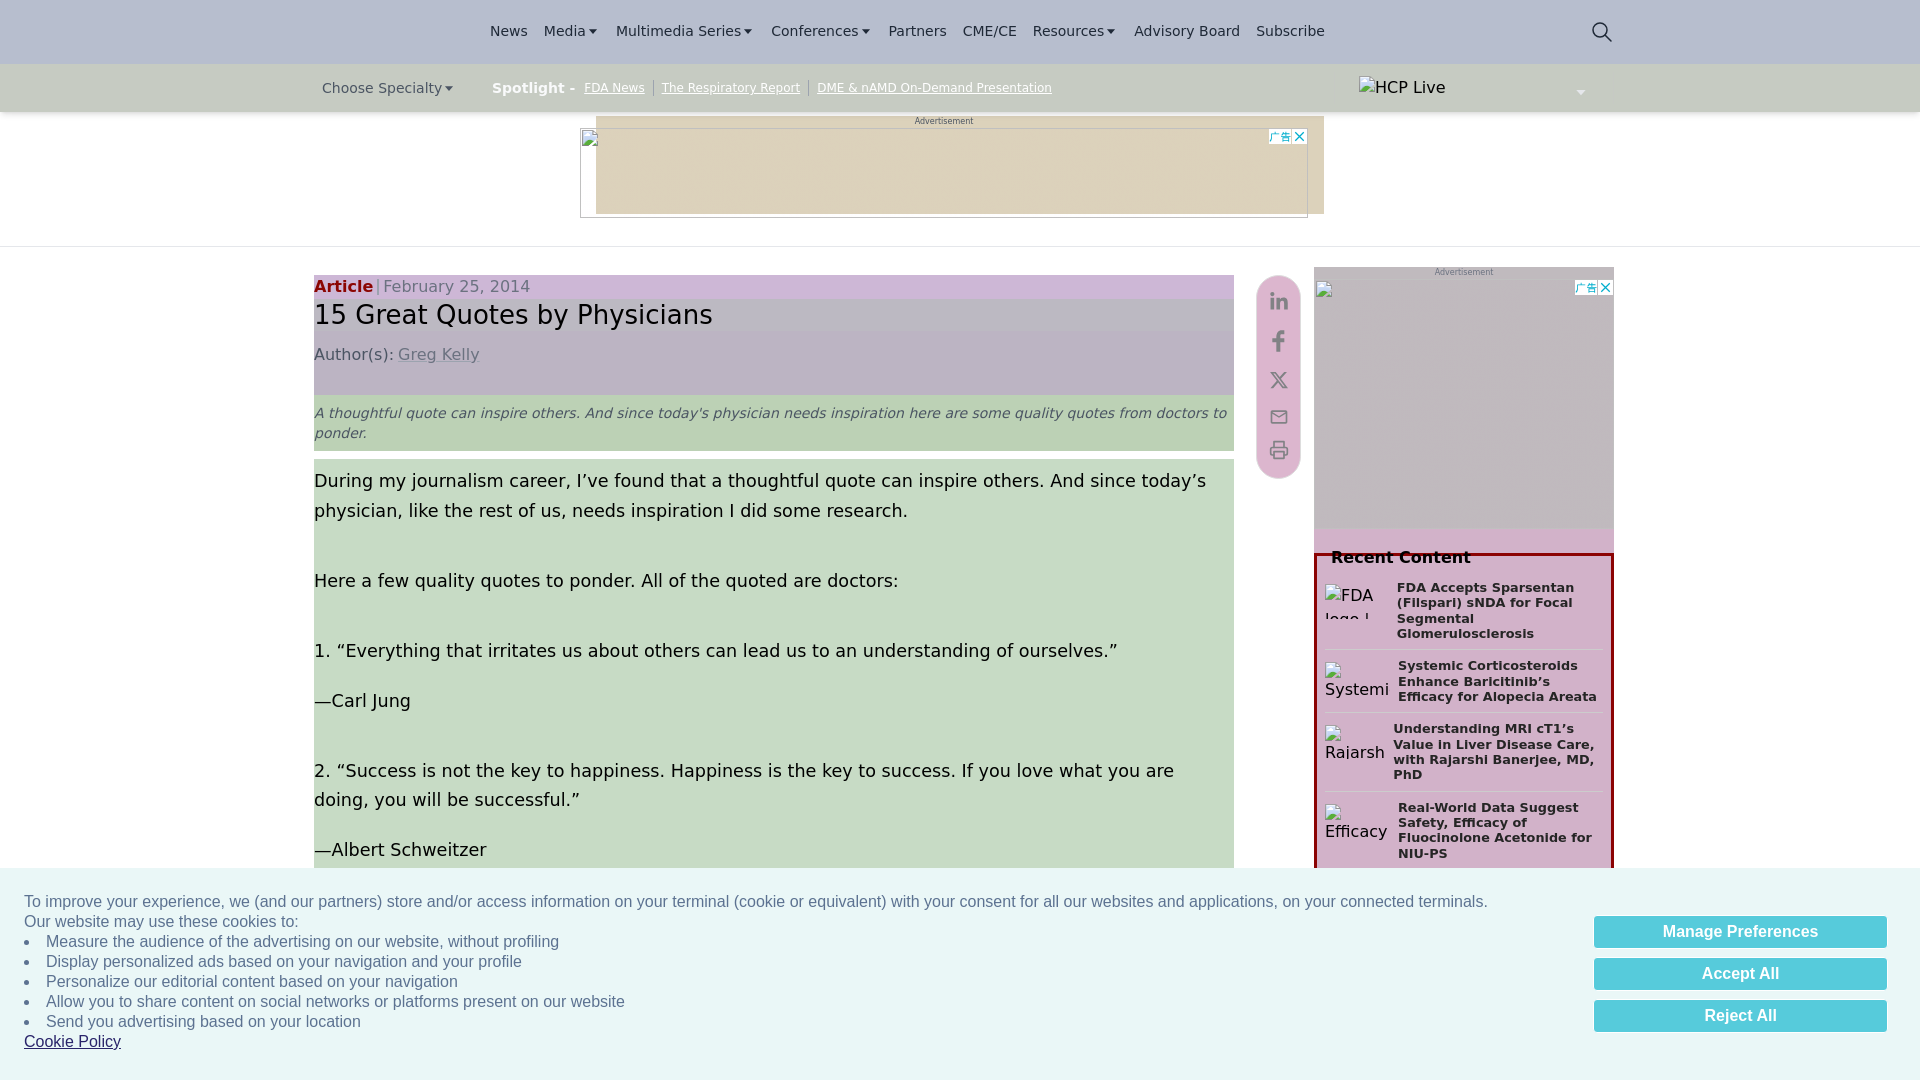 News Media Multimedia Series Conferences Partners CME/CE Resources Advisory Board Subscribe
Choose Specialty Spotlight - FDA News The Respiratory Report DME & nAMD On-Demand Presentation HCP Live
Advertisement
广告
Article | February 25, 2014
15 Great Quotes by Physicians
Author(s): Greg Kelly
A thoughtful quote can inspire others. And since today's physician needs inspiration here are some quality quotes from doctors to
ponder.
During my journalism career, I’ve found that a thoughtful quote can inspire others. And since today’s
physician, like the rest of us, needs inspiration I did some research.
Here a few quality quotes to ponder. All of the quoted are doctors:
1. “Everything that irritates us about others can lead us to an understanding of ourselves.”
—Carl Jung
2. “Success is not the key to happiness. Happiness is the key to success. If you love what you are
doing, you will be successful.”
—Albert Schweitzer
Advertisement
广告
Recent Content
FDA
logo |
FDA Accepts Sparsentan
(Filspari) sNDA for Focal
Segmental
Glomerulosclerosis
Systemi
Systemic Corticosteroids
Enhance Baricitinib’s
Efficacy for Alopecia Areata
Rajarsh
Understanding MRI cT1’s
Value in Liver Disease Care,
with Rajarshi Banerjee, MD,
PhD
Efficacy
Real-World Data Suggest
Safety, Efficacy of
Fluocinolone Acetonide for
NIU-PS
To improve your experience, we (and our partners) store and/or access information on your terminal (cookie or equivalent) with your consent for all our websites and applications, on your connected terminals.
Our website may use these cookies to:
Measure the audience of the advertising on our website, without profiling
Display personalized ads based on your navigation and your profile
Personalize our editorial content based on your navigation
Allow you to share content on social networks or platforms present on our website
Send you advertising based on your location
Cookie Policy
Manage Preferences
Accept All
Reject All